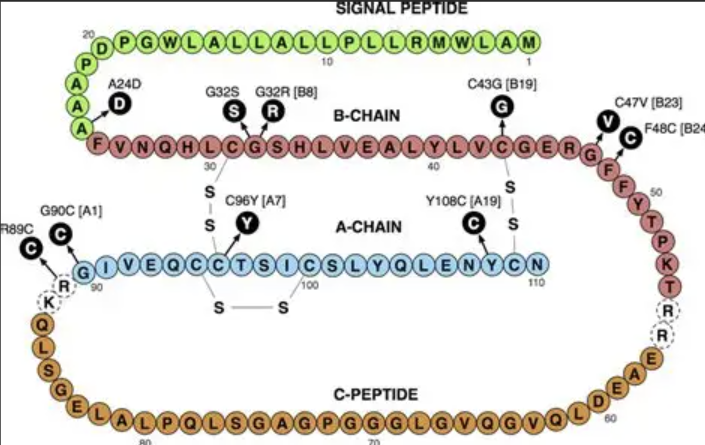 SIGNAL PEPTIDE
20
D P G W L A L L A L L P L L R M W L A M
10
1
P
A
A
A
A24D
D
G32S
S
G32R [B8]
R
C43G [B19]
G
C47V [B23]
V
F48C [B24
C
B-CHAIN
F V N Q H L C G S H L V E A L Y L V C G E R G F
30
40
F
Y
50
T
P
K
T
R
R
S
S
S
S
R89C
C
G90C [A1]
C
C96Y [A7]
Y
Y108C [A19]
C
A-CHAIN
G I V E Q C C T S I C S L Y Q L E N Y C N
90
100
110
S
S
R
K
Q
L
S
G
C-PEPTIDE
E L A L P Q L S G A G P G G G L G V Q G V Q L D E A E
80
70
60